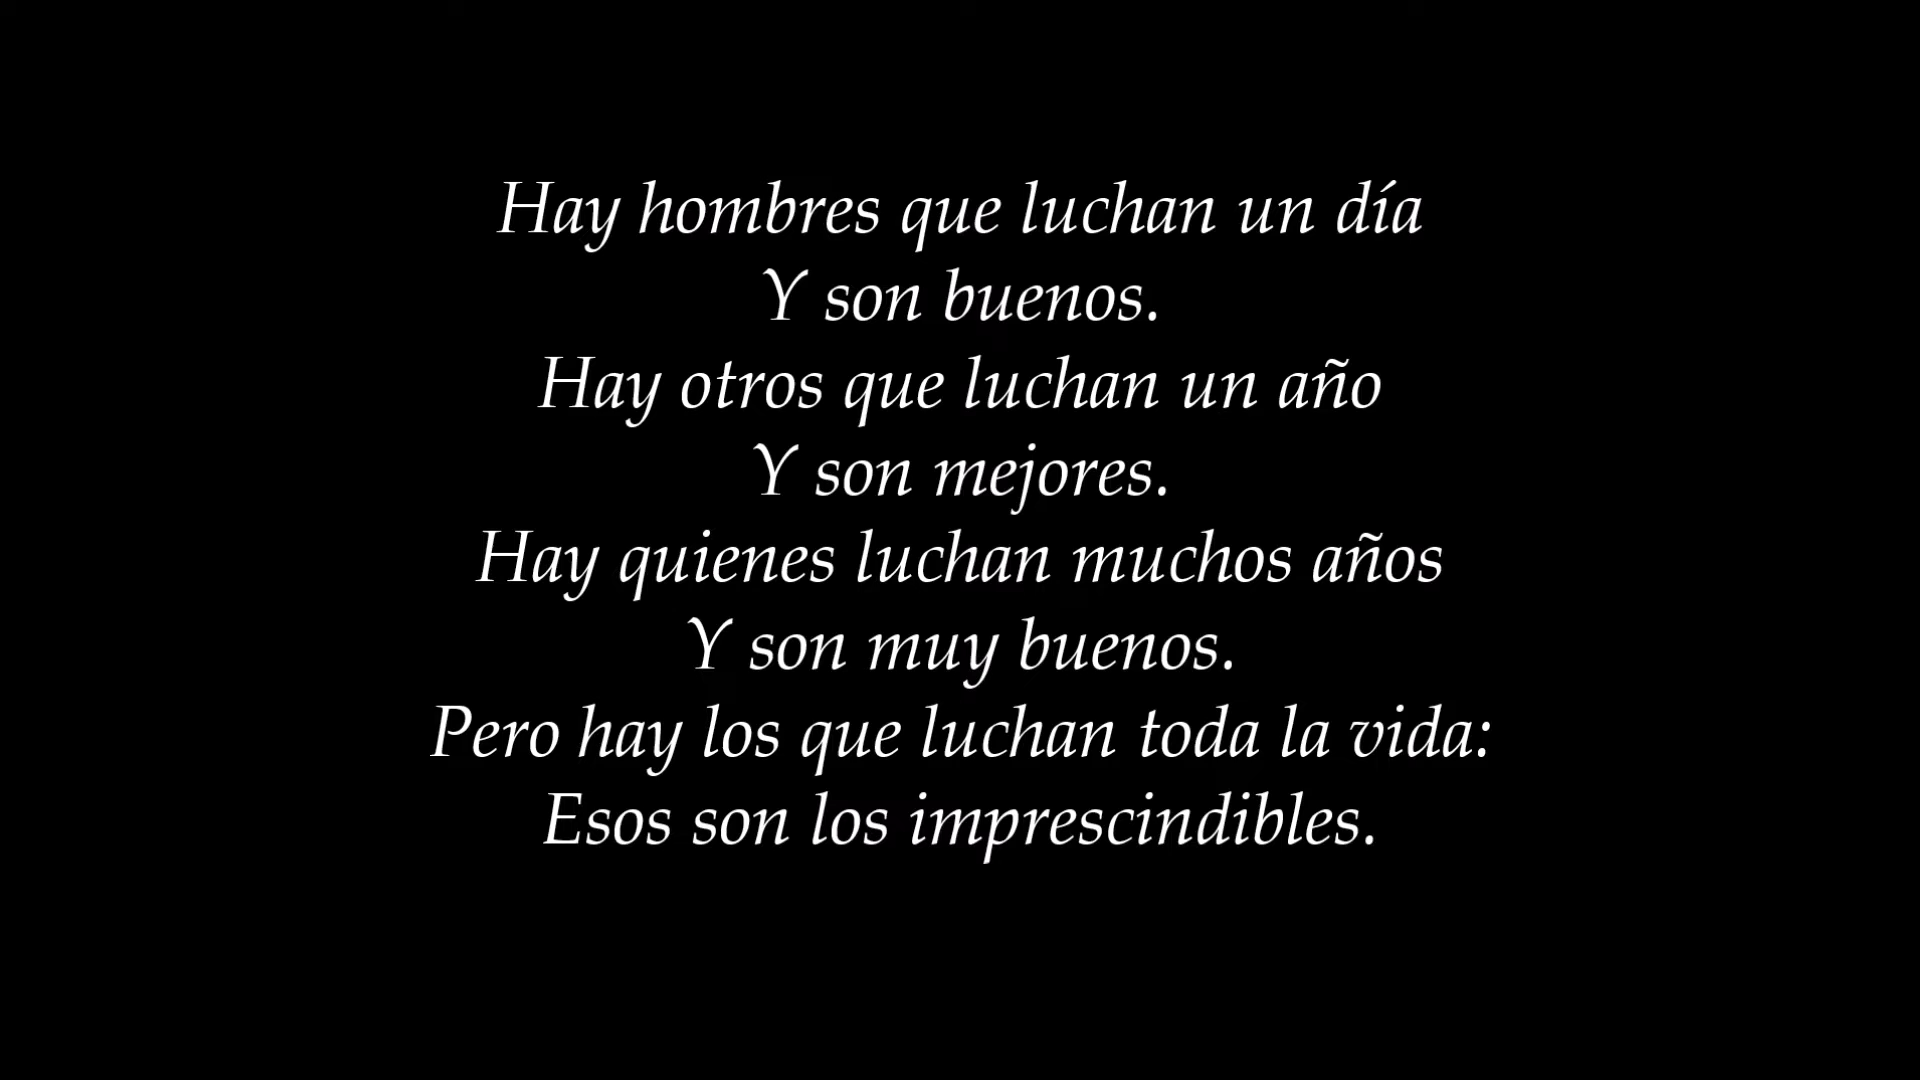 Hay hombres que luchan un día
Y son buenos.
Hay otros que luchan un año
Y son mejores.
Hay quienes luchan muchos años
Y son muy buenos.
Pero hay los que luchan toda la vida:
Esos son los imprescindibles.